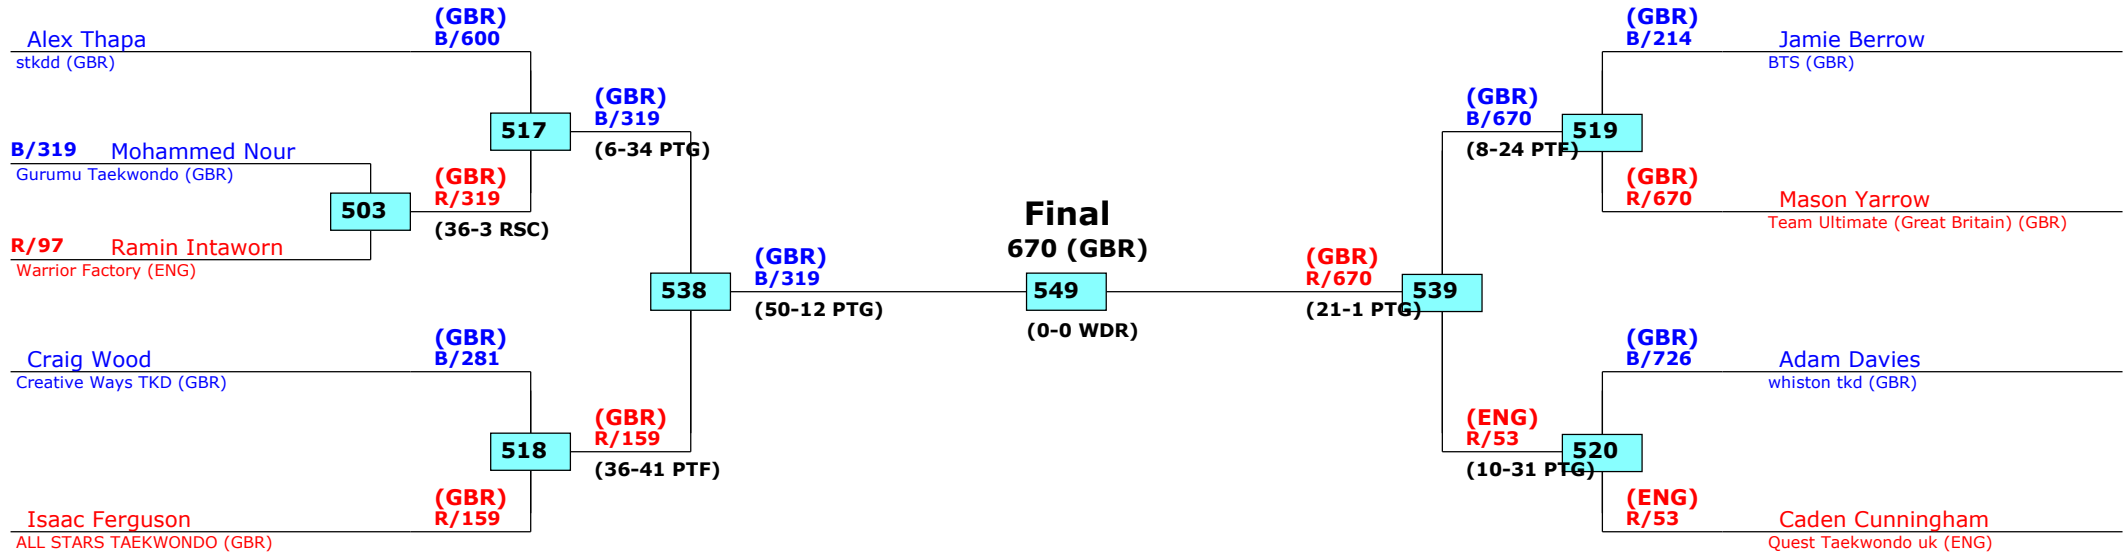 (GBR)
Alex Thapa B/600
stkdd (GBR)
(GBR)
517 B/319
(6-34 PTG)
B/319 Mohammed Nour
Gurumu Taekwondo (GBR)
(GBR)
503 R/319
(36-3 RSC)
R/97 Ramin Intaworn
Warrior Factory (ENG)
(GBR)
538 B/319
(50-12 PTG)
(GBR)
Craig Wood B/281
Creative Ways TKD (GBR)
(GBR)
518 R/159
(36-41 PTF)
(GBR)
Isaac Ferguson R/159
ALL STARS TAEKWONDO (GBR)
Final
670 (GBR)
549
(0-0 WDR)
(GBR)
B/214 Jamie Berrow
BTS (GBR)
(GBR)
B/670 519
(8-24 PTF)
(GBR)
R/670 Mason Yarrow
Team Ultimate (Great Britain) (GBR)
(GBR)
R/670 539
(21-1 PTG)
(GBR)
B/726 Adam Davies
whiston tkd (GBR)
(ENG)
R/53 520
(10-31 PTG)
(ENG)
R/53 Caden Cunningham
Quest Taekwondo uk (ENG)